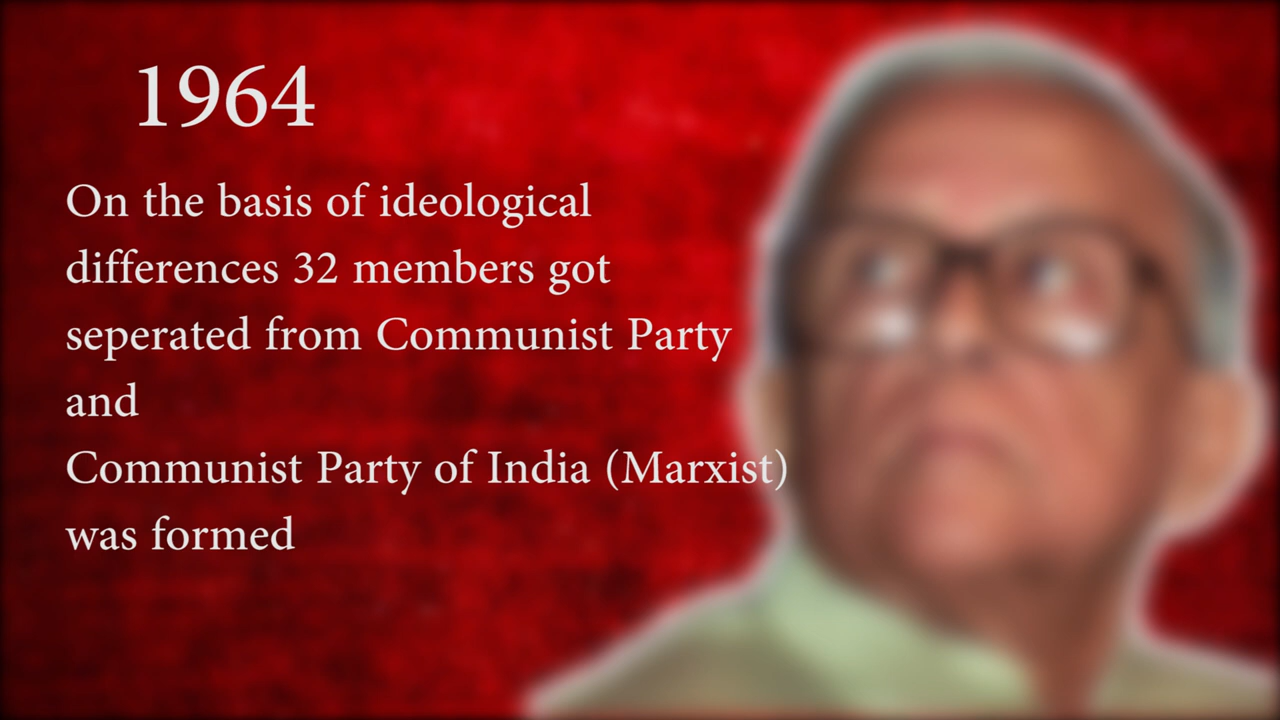 1964
On the basis of ideological
differences 32 members got
seperated from Communist Party
and
Communist Party of India (Marxist)
was formed